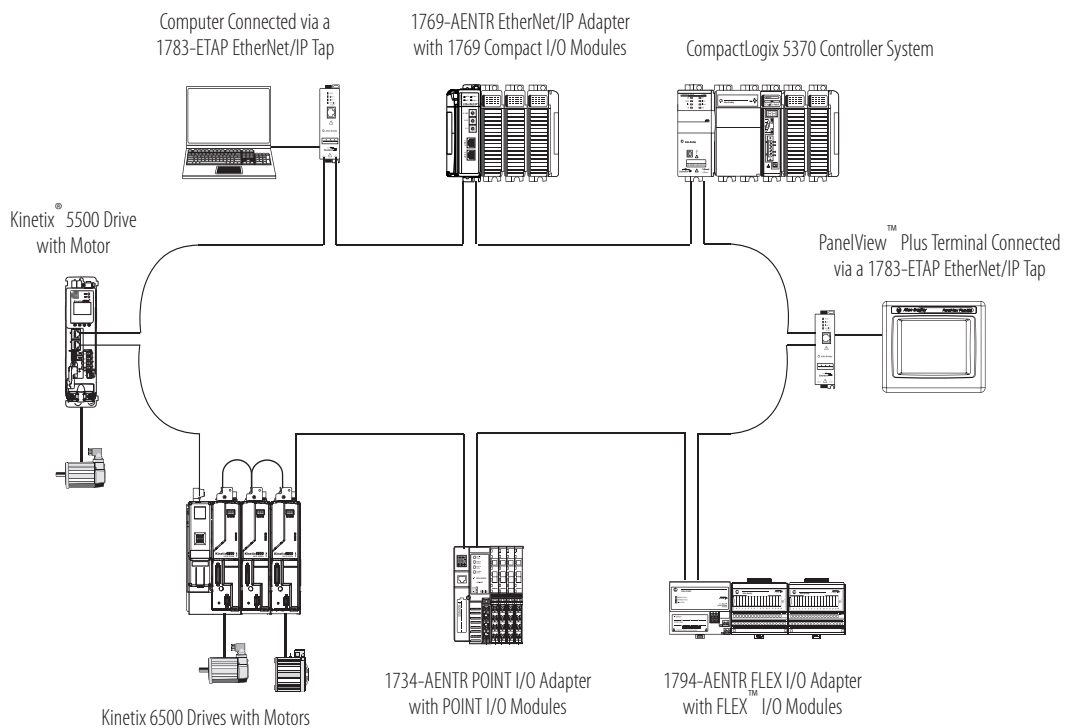 Computer Connected via a
1783-ETAP EtherNet/IP Tap
1769-AENTR EtherNet/IP Adapter
with 1769 Compact I/O Modules
CompactLogix 5370 Controller System
Kinetix® 5500 Drive
with Motor
PanelView™ Plus Terminal Connected
via a 1783-ETAP EtherNet/IP Tap
Kinetix 6500 Drives with Motors
1734-AENTR POINT I/O Adapter
with POINT I/O Modules
1794-AENTR FLEX I/O Adapter
with FLEX™ I/O Modules